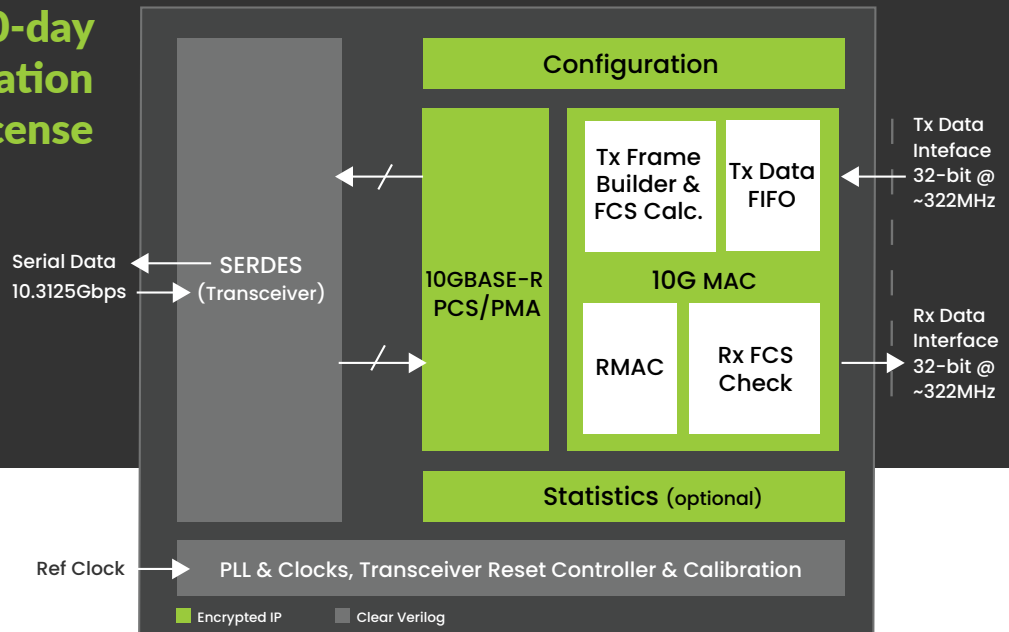 0-day
ation
cense
Configuration
Tx Frame
Builder &
FCS Calc.
Tx Data
FIFO
10G MAC
RMAC
Rx FCS
Check
10GBASE-R
PCS/PMA
SERDES
(Transceiver)
Serial Data
10.3125Gbps
Tx Data
Inteface
32-bit @
~322MHz
Rx Data
Interface
32-bit @
~322MHz
Statistics (optional)
Ref Clock
PLL & Clocks, Transceiver Reset Controller & Calibration
Encrypted IP
Clear Verilog